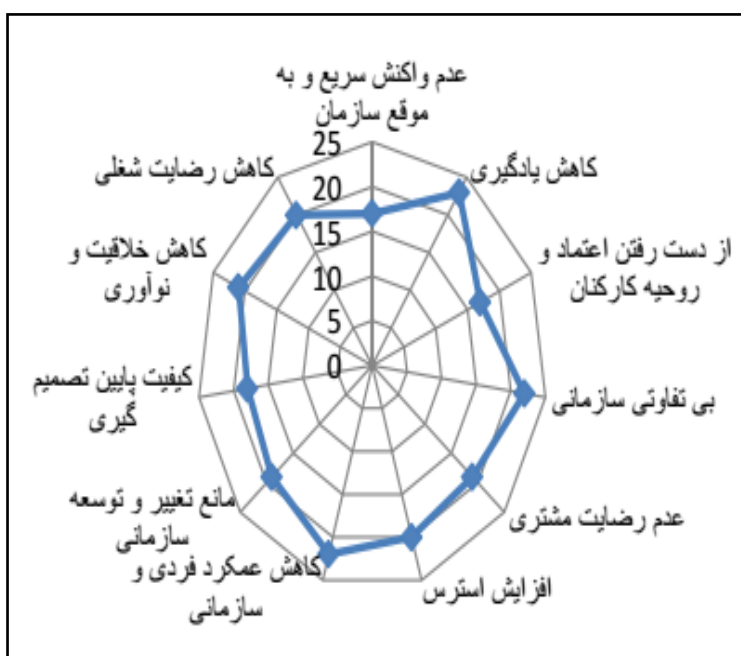 عدم واکنش سریع و به
موقع سازمان
کاهش یادگیری
از دست رفتن اعتماد و
روحیه کارکنان
بی تفاوتی سازمانی
عدم رضایت مشتری
افزایش استرس
کاهش عمکرد فردی و
سازمانی
مانع تغییر و توسعه
سازمانی
کیفیت پایین تصمیم
گیری
کاهش خلاقیت و
نوآوری
کاهش رضایت شغلی
25
20
15
10
5
0